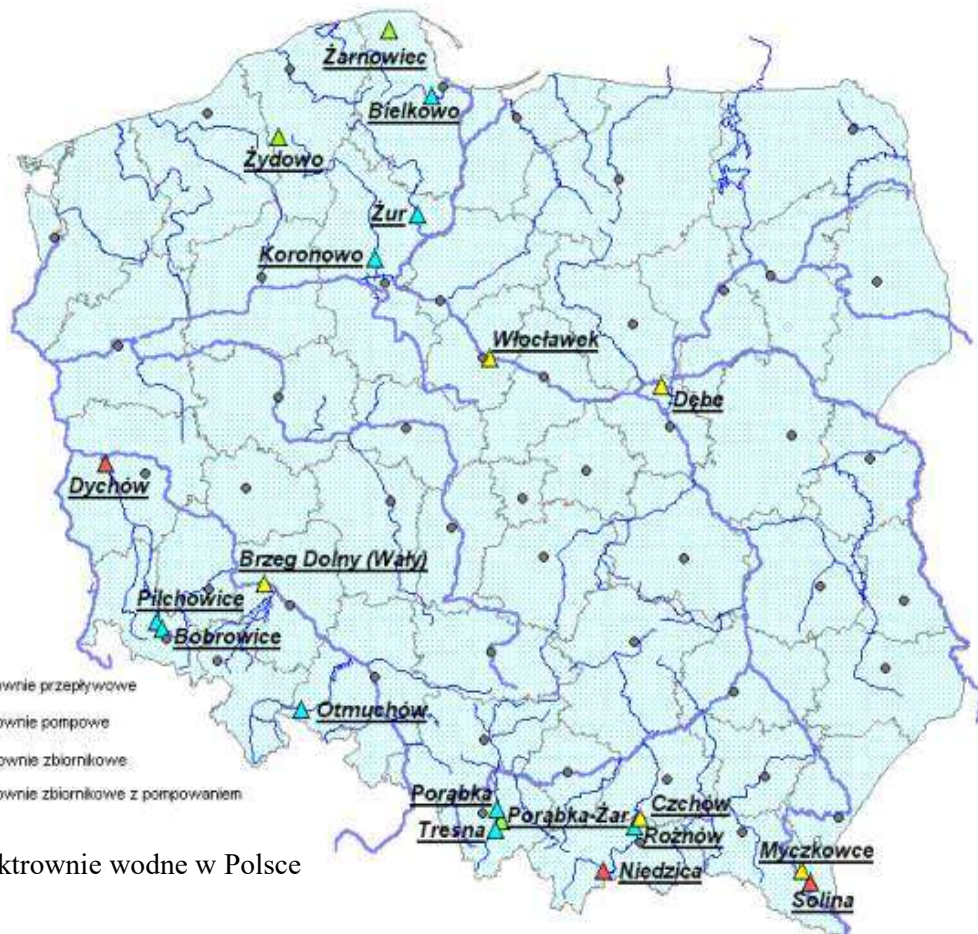 Żarnowiec
Bielkowo
Żydowo
Żur
Koronowo
Włocławek
Dębe
Dychów
Brzeg Dolny (Wały)
Pilchowice
Bobrowice
ownie przepływowe
Otmuchów
ownie pompowe
ownie zbiornikowe
ownie zbiornikowe z pompowaniem
Porąbka
Porąbka-Żar
Czchów
Tresna
Rożnów
Myczkowce
ktrownie wodne w Polsce
Niedzica
Solina